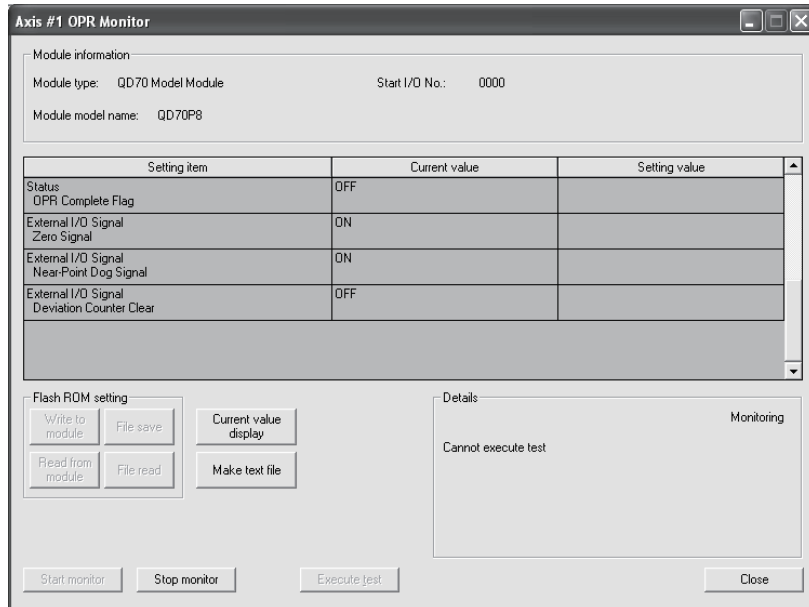 Axis #1 OPR Monitor
Module information
Module type: QD70 Model Module Start I/O No.: 0000
Module model name: QD70P8
Setting item Current value Setting value
Status
OPR Complete Flag OFF
External I/O Signal
Zero Signal ON
External I/O Signal
Near-Point Dog Signal ON
External I/O Signal
Deviation Counter Clear OFF
Flash ROM setting
Write to
module
File save
Read from
module
File read
Current value
display
Make text file
Details
Monitoring
Cannot execute test
Start monitor Stop monitor Execute test Close